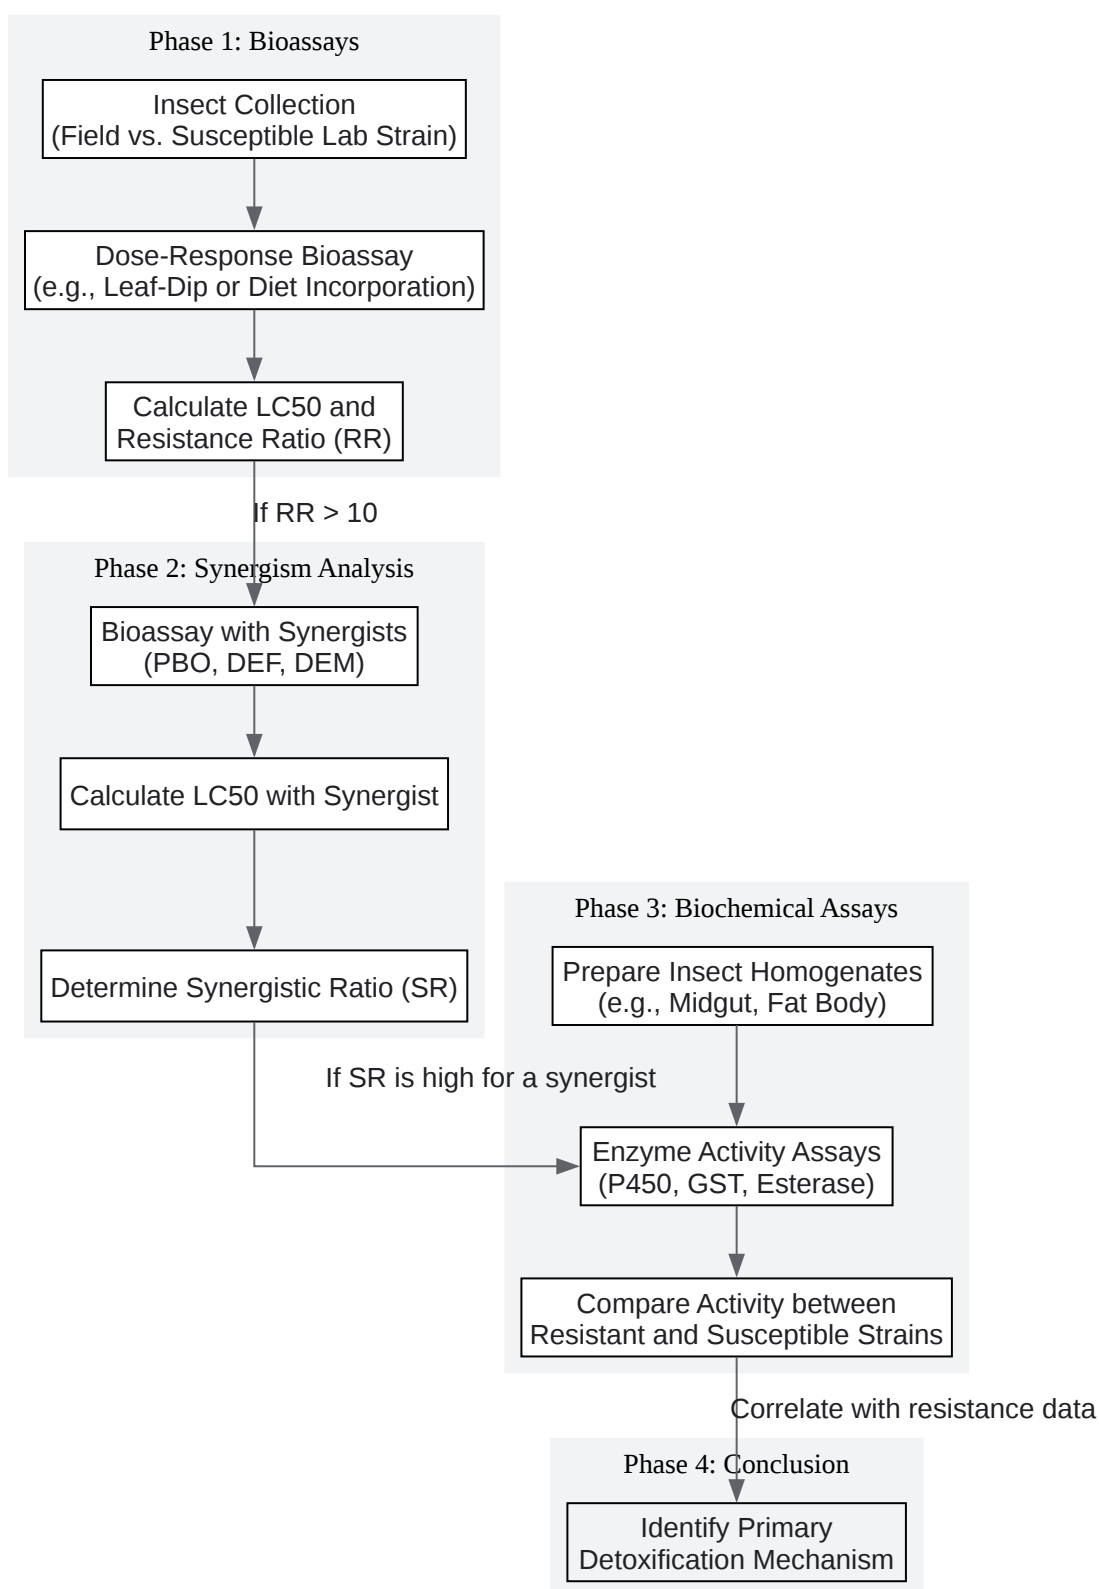 Phase 1: Bioassays
Insect Collection
(Field vs. Susceptible Lab Strain)
Dose-Response Bioassay
(e.g., Leaf-Dip or Diet Incorporation)
Calculate LC50 and
Resistance Ratio (RR)
If RR > 10
Phase 2: Synergism Analysis
Bioassay with Synergists
(PBO, DEF, DEM)
Calculate LC50 with Synergist
Determine Synergistic Ratio (SR)
Phase 3: Biochemical Assays
Prepare Insect Homogenates
(e.g., Midgut, Fat Body)
If SR is high for a synergist
Enzyme Activity Assays
(P450, GST, Esterase)
Compare Activity between
Resistant and Susceptible Strains
Correlate with resistance data
Phase 4: Conclusion
Identify Primary
Detoxification Mechanism